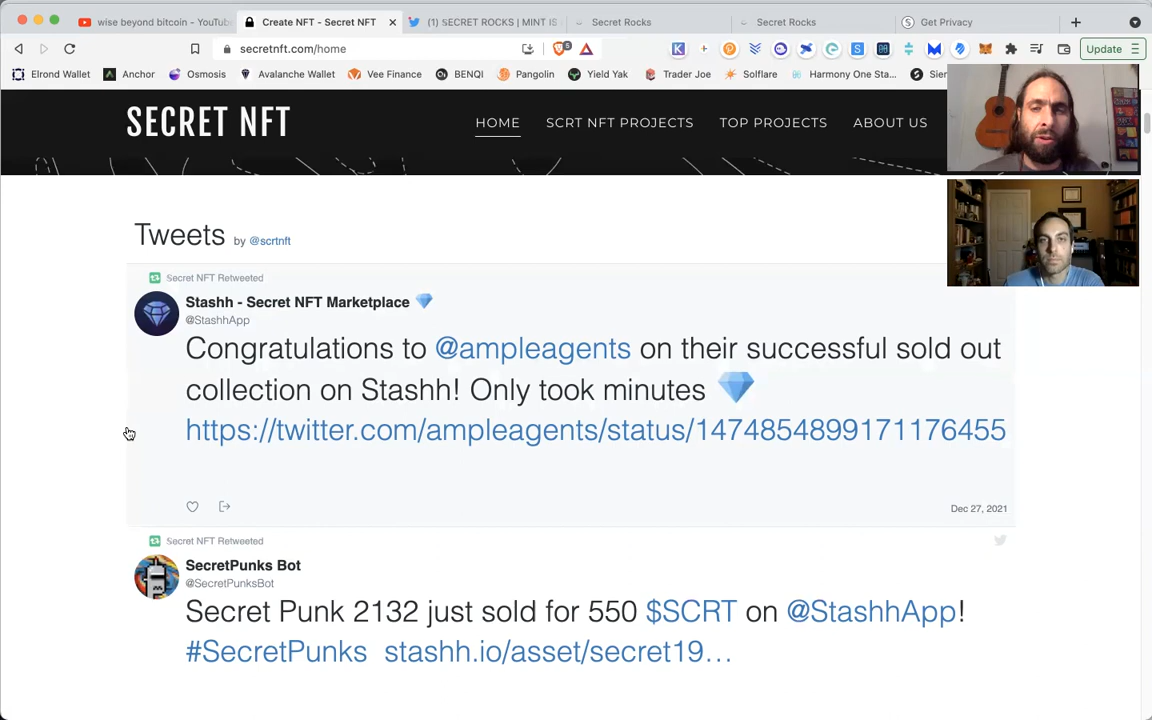 wise beyond bitcoin - YouTub
Create NFT - Secret NFT
(1) SECRET ROCKS | MINT IS
Secret Rocks
Secret Rocks
Get Privacy
secretnft.com/home
Update
Elrond Wallet
Anchor
Osmosis
Avalanche Wallet
Vee Finance
BENQI
Pangolin
Yield Yak
Trader Joe
Solflare
Harmony One Sta...
Sien
SECRET NFT
HOME
SCRT NFT PROJECTS
TOP PROJECTS
ABOUT US
Tweets by @scrtnft
Secret NFT Retweeted
Stashh - Secret NFT Marketplace
@StashhApp
Congratulations to @ampleagents on their successful sold out
collection on Stashh! Only took minutes
https://twitter.com/ampleagents/status/1474854899171176455
Dec 27, 2021
Secret NFT Retweeted
SecretPunks Bot
@SecretPunksBot
Secret Punk 2132 just sold for 550 $SCRT on @StashhApp!
#SecretPunks stashh.io/asset/secret19…